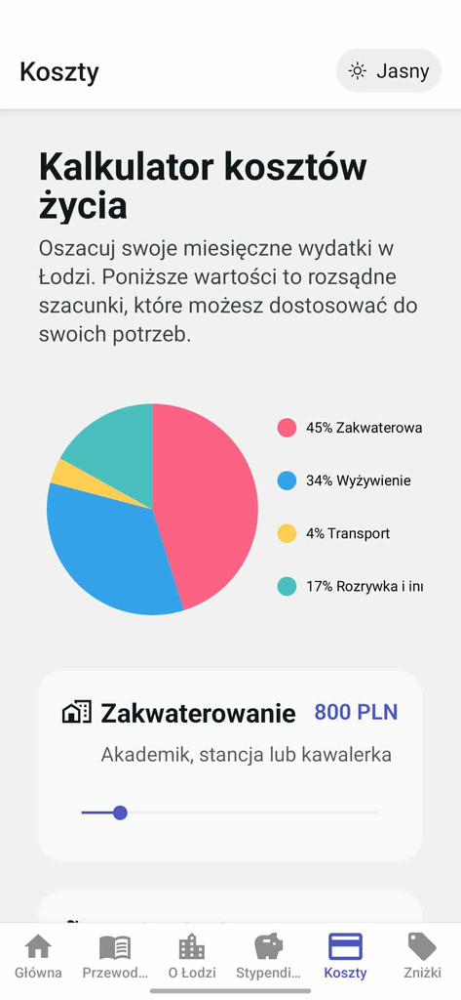 Koszty
Jasny
Kalkulator kosztów
życia
Oszacuj swoje miesięczne wydatki w
Łodzi. Poniższe wartości to rozsądne
szacunki, które możesz dostosować do
swoich potrzeb.
45% Zakwaterowa
34% Wyżywienie
4% Transport
17% Rozrywka i
Zakwaterowanie 800 PLN
Akademik, stancja lub kawalerka
Główna
Przewod...
O Łodzi
Stypendi...
Koszty
Zniżki